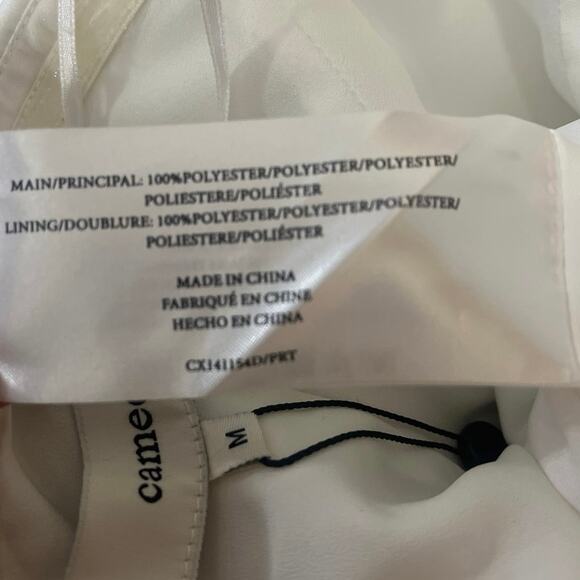 MAIN/PRINCIPAL: 100%POLYESTER/POLYESTER/POLYESTER/
POLIESTERE/POLIÉSTER
LINING/DOUBLURE: 100%POLYESTER/POLYESTER/POLYESTER/
POLIESTERE/POLIÉSTER
MADE IN CHINA
FABRIQUÉ EN CHINE
HECHO EN CHINA
CX141154D/PRT
M